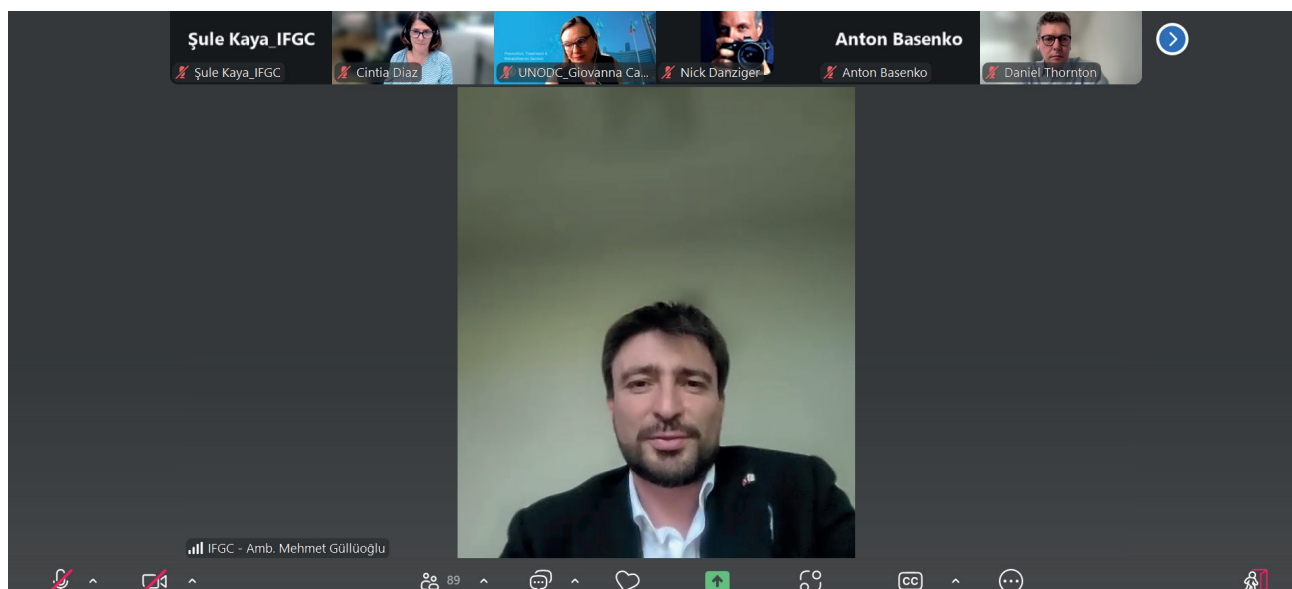 Şule Kaya_IFGC
Şule Kaya_IFGC
Cintia Diaz
UNODC_Giovanna Ca...
Nick Danziger
Anton Basenko
Anton Basenko
Daniel Thornton
IFGC - Amb. Mehmet Güllüoğlu
89
CC